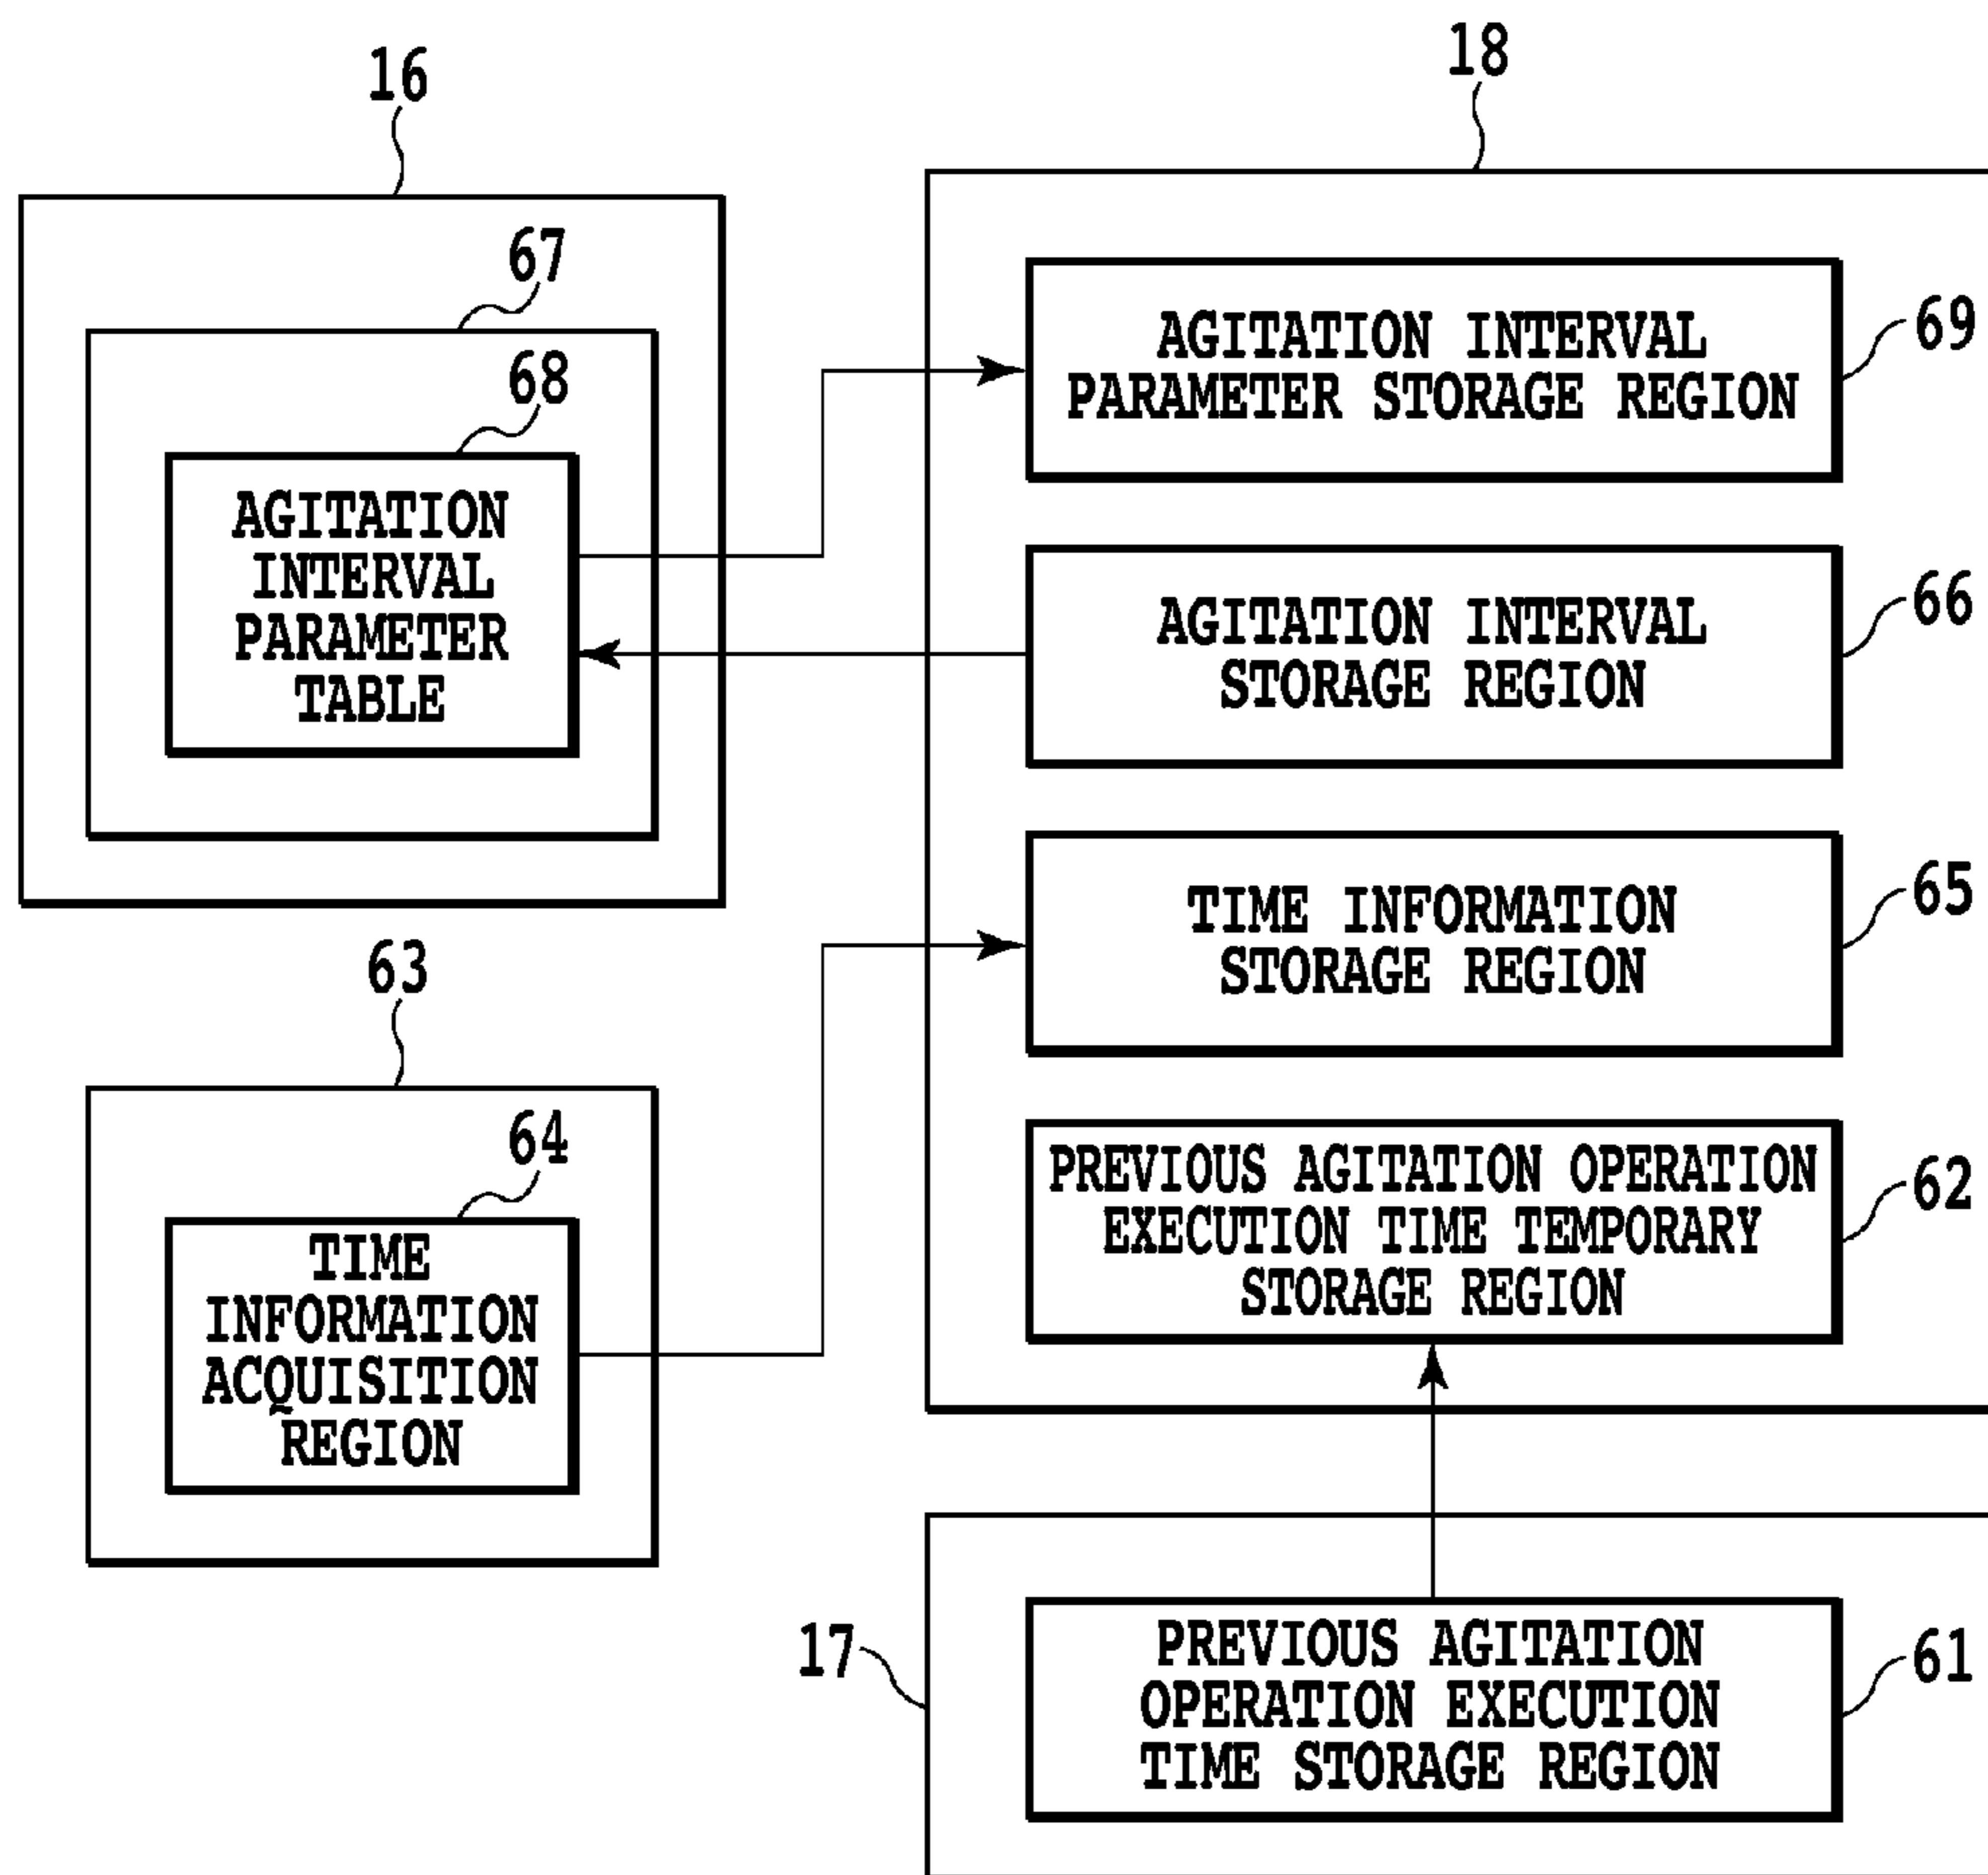 16
67
68
AGITATION
INTERVAL
PARAMETER
TABLE
63
64
TIME
INFORMATION
ACQUISITION
REGION
18
AGITATION INTERVAL
PARAMETER STORAGE REGION
69
AGITATION INTERVAL
STORAGE REGION
66
TIME INFORMATION
STORAGE REGION
65
PREVIOUS AGITATION OPERATION
EXECUTION TIME TEMPORARY
STORAGE REGION
62
17
PREVIOUS AGITATION
OPERATION EXECUTION
TIME STORAGE REGION
61